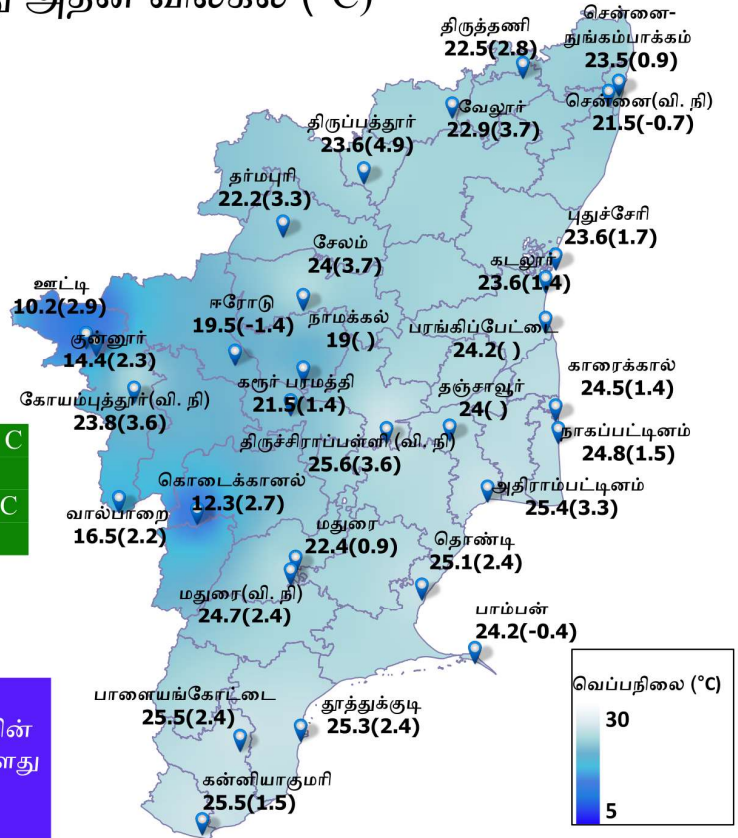 அதன் விலகல் (°C)
சென்னை-
திருத்தணி
நுங்கம்பாக்கம்
22.5(2.8)
23.5(0.9)
வேலூர்
22.9(3.7)
சென்னை(வி. நி)
21.5(-0.7)
திருப்பத்தூர்
23.6(4.9)
தர்மபுரி
22.2(3.3)
புதுச்சேரி
23.6(1.7)
சேலம்
24(3.7)
கடலூர்
23.6(1.4)
ஊட்டி
10.2(2.9)
ஈரோடு
19.5(-1.4)
நாமக்கல்
19( )
பரங்கிப்பேட்டை
24.2( )
குன்னூர்
14.4(2.3)
காரைக்கால்
24.5(1.4)
கரூர் பரமத்தி
21.5(1.4)
தஞ்சாவூர்
24( )
கோயம்புத்தூர்(வி. நி)
23.8(3.6)
நாகப்பட்டினம்
24.8(1.5)
C
திருச்சிராப்பள்ளி (வி. நி)
25.6(3.6)
கொடைக்கானல்
12.3(2.7)
அதிராம்பட்டினம்
25.4(3.3)
C
வால்பாறை
16.5(2.2)
மதுரை
22.4(0.9)
தொண்டி
25.1(2.4)
மதுரை(வி. நி)
24.7(2.4)
பாம்பன்
24.2(-0.4)
வெப்பநிலை (°C)
30
5
பாளையங்கோட்டை
25.5(2.4)
தூத்துக்குடி
25.3(2.4)
கன்னியாகுமரி
25.5(1.5)